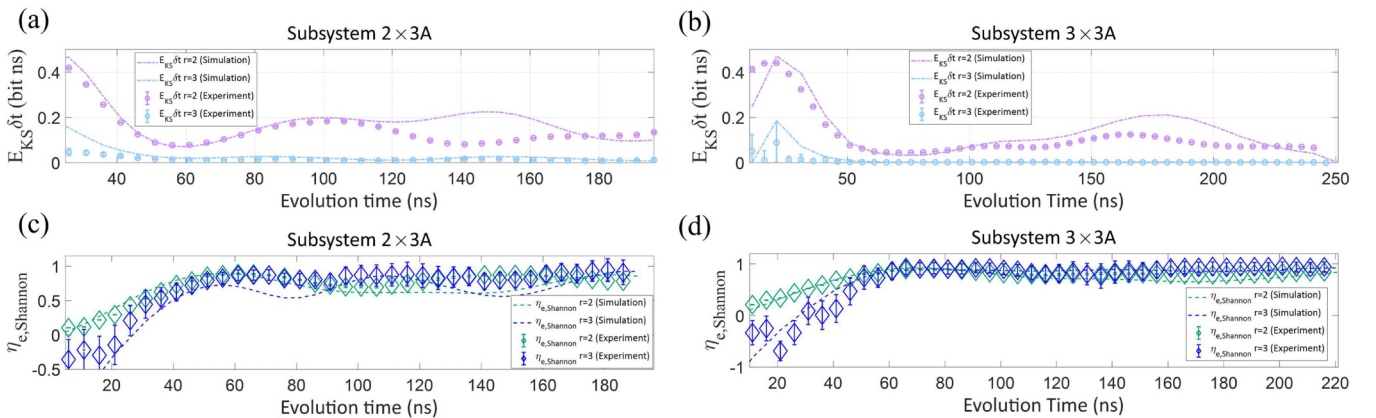 (a)
Subsystem 2×3A
E_KS δt (bit ns)
0.4
0.2
0
E_KS δt r=2 (Simulation)
E_KS δt r=3 (Simulation)
E_KS δt r=2 (Experiment)
E_KS δt r=3 (Experiment)
40 60 80 100 120 140 160 180
Evolution time (ns)
(b)
Subsystem 3×3A
E_KS δt (bit ns)
0.4
0.2
0
E_KS δt r=2 (Simulation)
E_KS δt r=3 (Simulation)
E_KS δt r=2 (Experiment)
E_KS δt r=3 (Experiment)
50 100 150 200 250
Evolution Time (ns)
(c)
Subsystem 2×3A
η_e,Shannon
1
0.5
0
-0.5
η_e,Shannon r=2 (Simulation)
η_e,Shannon r=3 (Simulation)
η_e,Shannon r=2 (Experiment)
η_e,Shannon r=3 (Experiment)
20 40 60 80 100 120 140 160 180
Evolution time (ns)
(d)
Subsystem 3×3A
η_e,Shannon
1
0
-1
η_e,Shannon r=2 (Simulation)
η_e,Shannon r=3 (Simulation)
η_e,Shannon r=2 (Experiment)
η_e,Shannon r=3 (Experiment)
20 40 60 80 100 120 140 160 180 200 220
Evolution Time (ns)